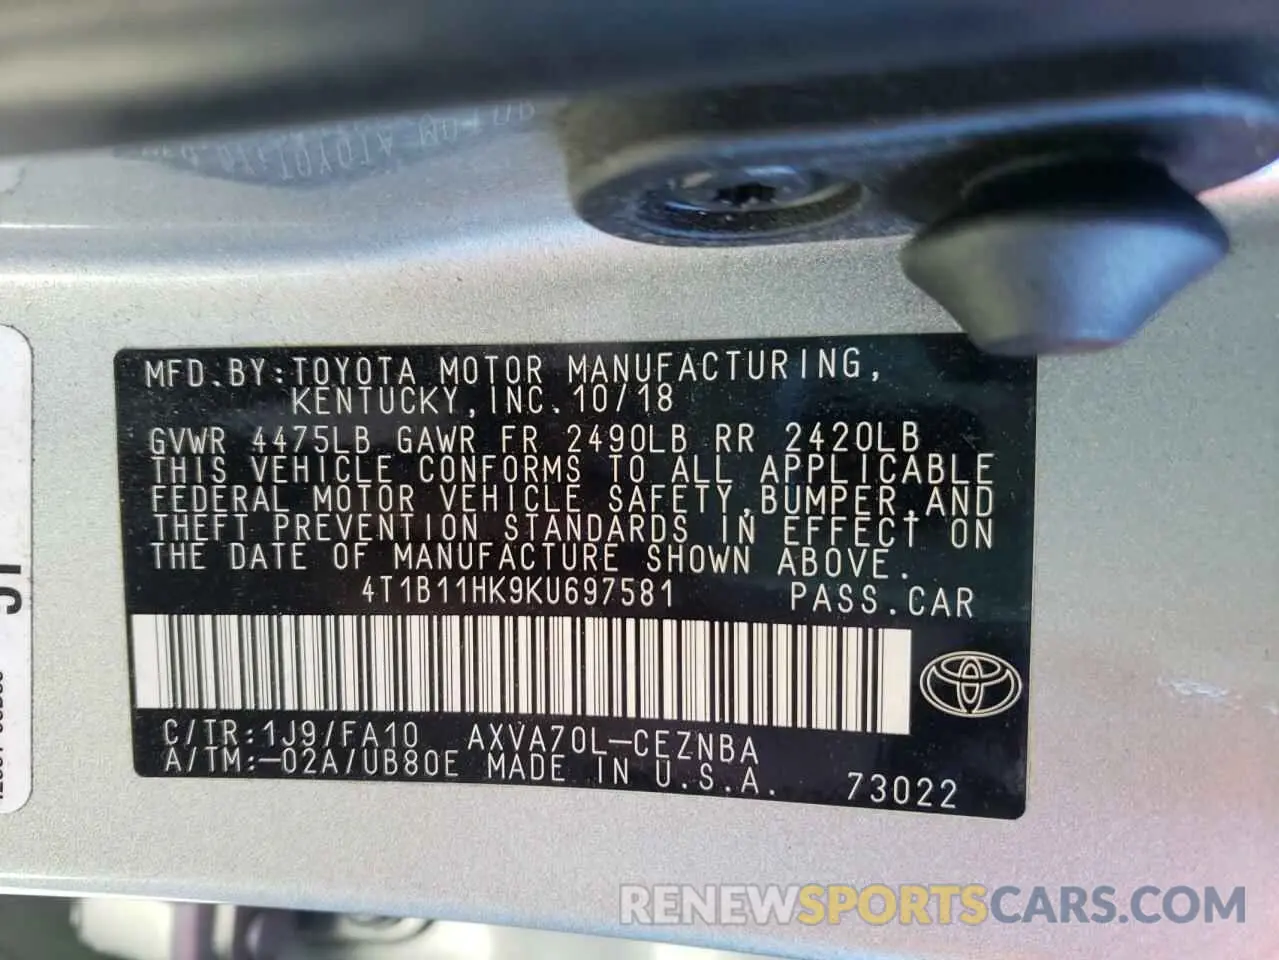 MFD.BY:TOYOTA MOTOR MANUFACTURING,
KENTUCKY,INC.10/18
GVWR 4475LB GAWR FR 2490LB RR 2420LB
THIS VEHICLE CONFORMS TO ALL APPLICABLE
FEDERAL MOTOR VEHICLE SAFETY,BUMPER,AND
THEFT PREVENTION STANDARDS IN EFFECT ON
THE DATE OF MANUFACTURE SHOWN ABOVE.
4T1B11HK9KU697581 PASS.CAR
C/TR:1J9/FA10 AXVA70L-CEZNBA
A/TM:-02A/UB80E MADE IN U.S.A. 73022
RENEWSPORTSCARS.COM